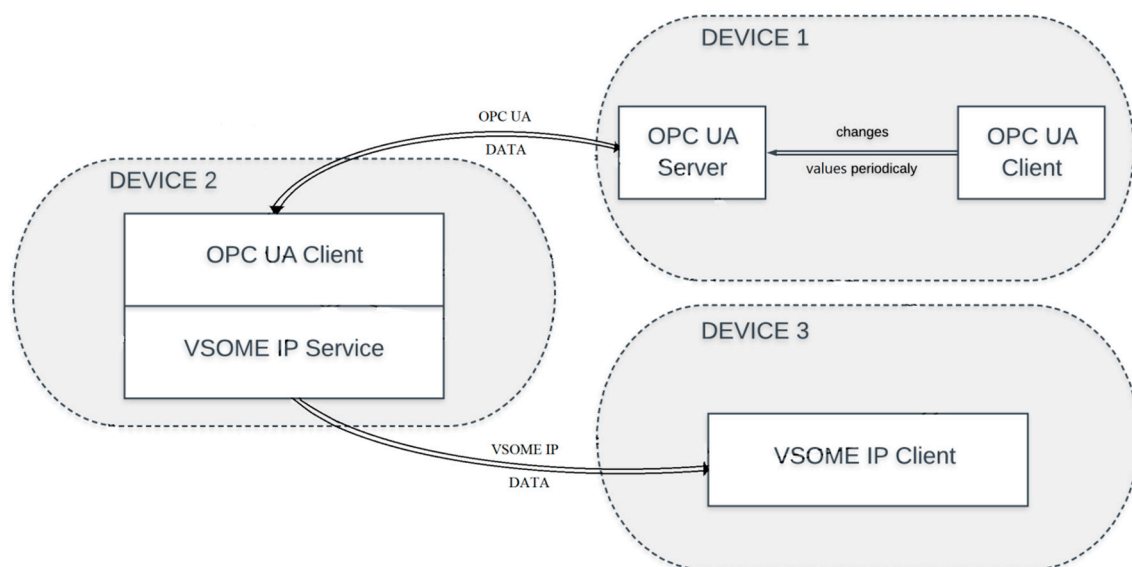 DEVICE 1
OPC UA
Server
changes
values periodicaly
OPC UA
Client
OPC UA
DATA
DEVICE 2
OPC UA Client
VSOME IP Service
DEVICE 3
VSOME IP
DATA
VSOME IP Client